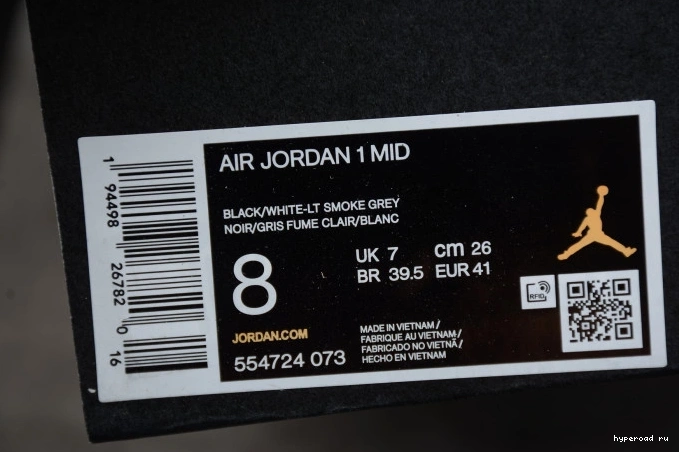 AIR JORDAN 1 MID
BLACK/WHITE-LT SMOKE GREY
NOIR/GRIS FUME CLAIR/BLANC
8
UK 7 cm 26
BR 39.5 EUR 41
JORDAN.COM
554724 073
MADE IN VIETNAM/
FABRIQUE AU VIETNAM/
FABRICADO NO VIETNÃ/
HECHO EN VIETNAM
RFID
1 94498 26782 0 16
hyperoad ru